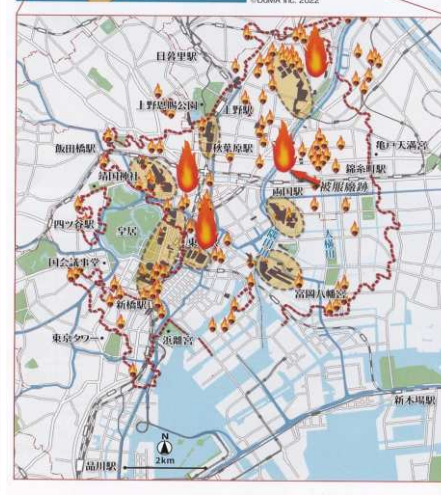 ©DGMA Inc. 2022
日暮里駅
上野恩賜公園
上野駅
飯田橋駅
秋葉原駅
亀戸天満宮
錦糸町駅
靖国神社
被服廠跡
両国駅
四ツ谷駅
皇居
大横川
国会議事堂
富岡八幡宮
新橋駅
東京タワー
浜離宮
新木場駅
N
2km
品川駅